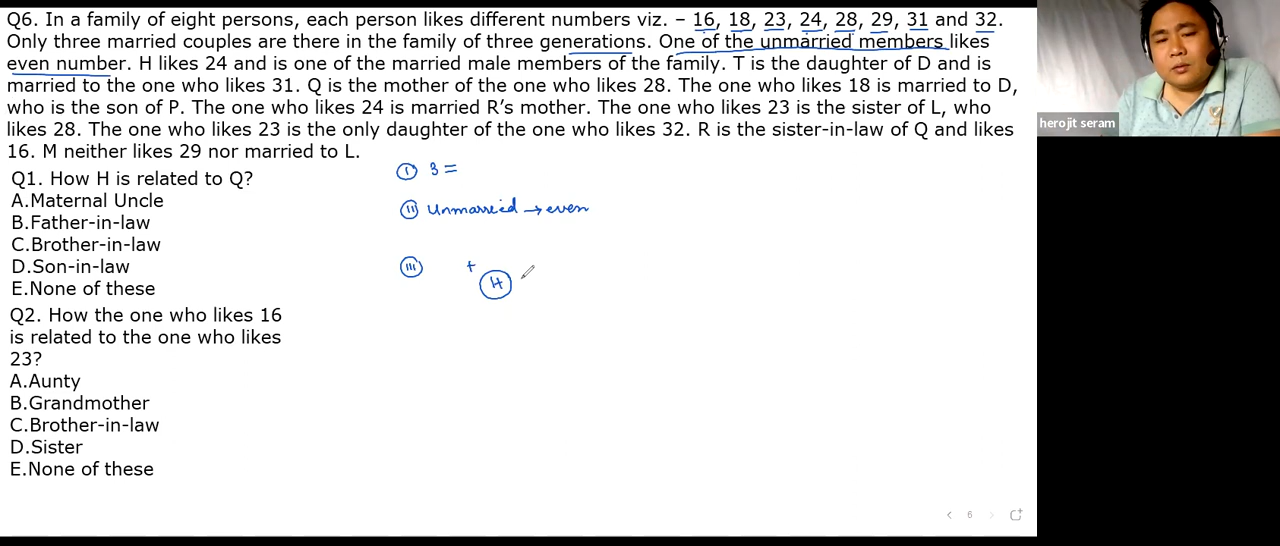 Q6. In a family of eight persons, each person likes different numbers viz. – 16, 18, 23, 24, 28, 29, 31 and 32.
Only three married couples are there in the family of three generations. One of the unmarried members likes
even number. H likes 24 and is one of the married male members of the family. T is the daughter of D and is
married to the one who likes 31. Q is the mother of the one who likes 28. The one who likes 18 is married to D,
who is the son of P. The one who likes 24 is married R’s mother. The one who likes 23 is the sister of L, who
likes 28. The one who likes 23 is the only daughter of the one who likes 32. R is the sister-in-law of Q and likes
16. M neither likes 29 nor married to L.
Q1. How H is related to Q?
A.Maternal Uncle
B.Father-in-law
C.Brother-in-law
D.Son-in-law
E.None of these
Q2. How the one who likes 16
is related to the one who likes
23?
A.Aunty
B.Grandmother
C.Brother-in-law
D.Sister
E.None of these
(i) 3 =
(ii) Unmarried → even
(iii) +
H
herojit seram
6